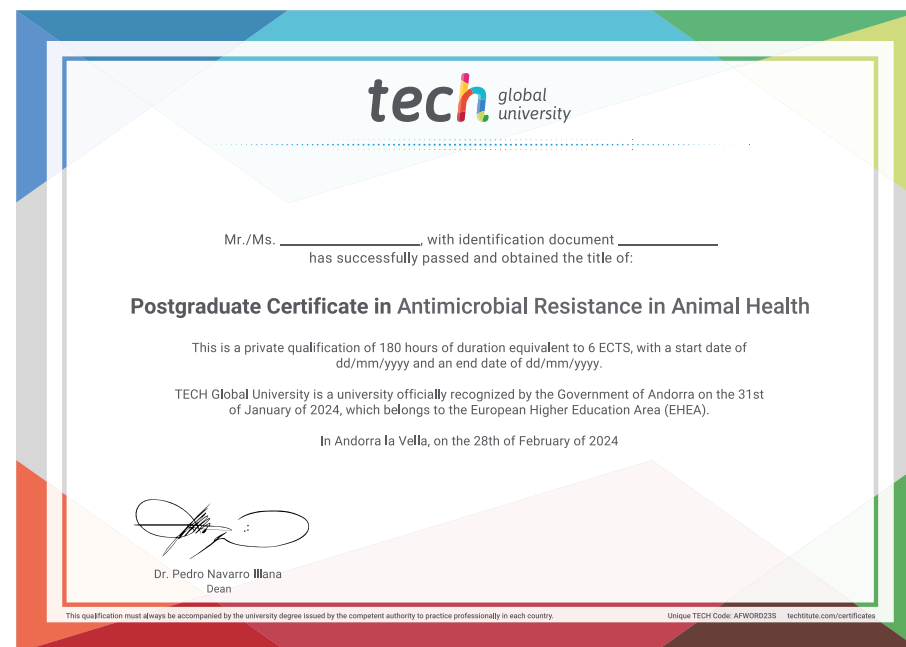 tech global university
Mr./Ms. ____________________, with identification document ______________
has successfully passed and obtained the title of:
Postgraduate Certificate in Antimicrobial Resistance in Animal Health
This is a private qualification of 180 hours of duration equivalent to 6 ECTS, with a start date of
dd/mm/yyyy and an end date of dd/mm/yyyy.
TECH Global University is a university officially recognized by the Government of Andorra on the 31st
of January of 2024, which belongs to the European Higher Education Area (EHEA).
In Andorra la Vella, on the 28th of February of 2024
Dr. Pedro Navarro Illana
Dean
This qualification must always be accompanied by the university degree issued by the competent authority to practice professionally in each country.
Unique TECH Code: AFWORD23S techtitute.com/certificates